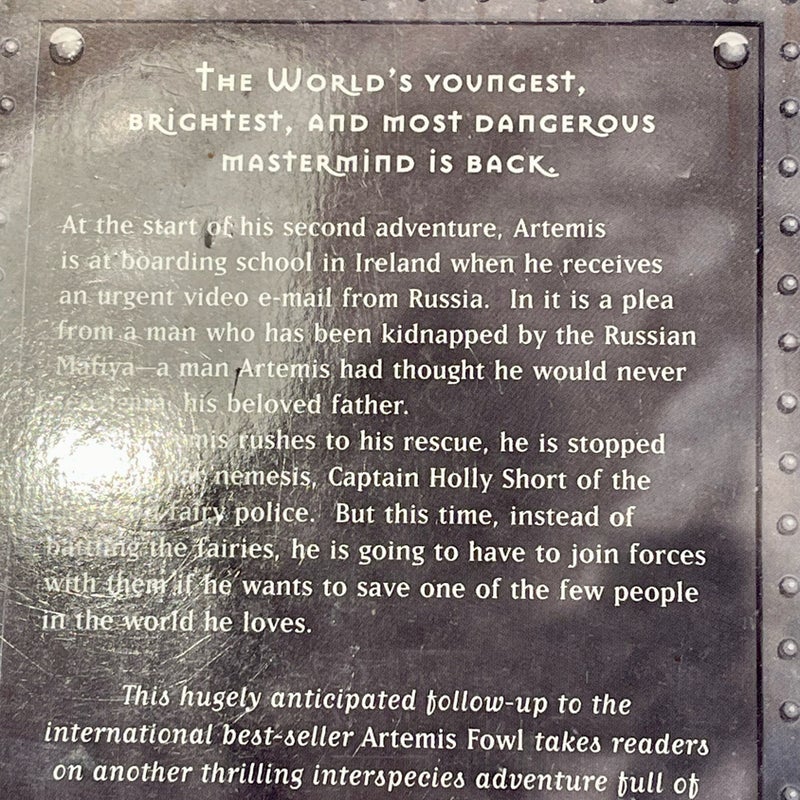 The World's youngest,
brightest, and most dangerous
mastermind is back.
At the start of his second adventure, Artemis
is at boarding school in Ireland when he receives
an urgent video e-mail from Russia. In it is a plea
from a man who has been kidnapped by the Russian
Mafiya—a man Artemis had thought he would never
his beloved father.
rushes to his rescue, he is stopped
nemesis, Captain Holly Short of the
fairy police. But this time, instead of
battling the fairies, he is going to have to join forces
with them if he wants to save one of the few people
in the world he loves.
This hugely anticipated follow-up to the
international best-seller Artemis Fowl takes readers
on another thrilling interspecies adventure full of